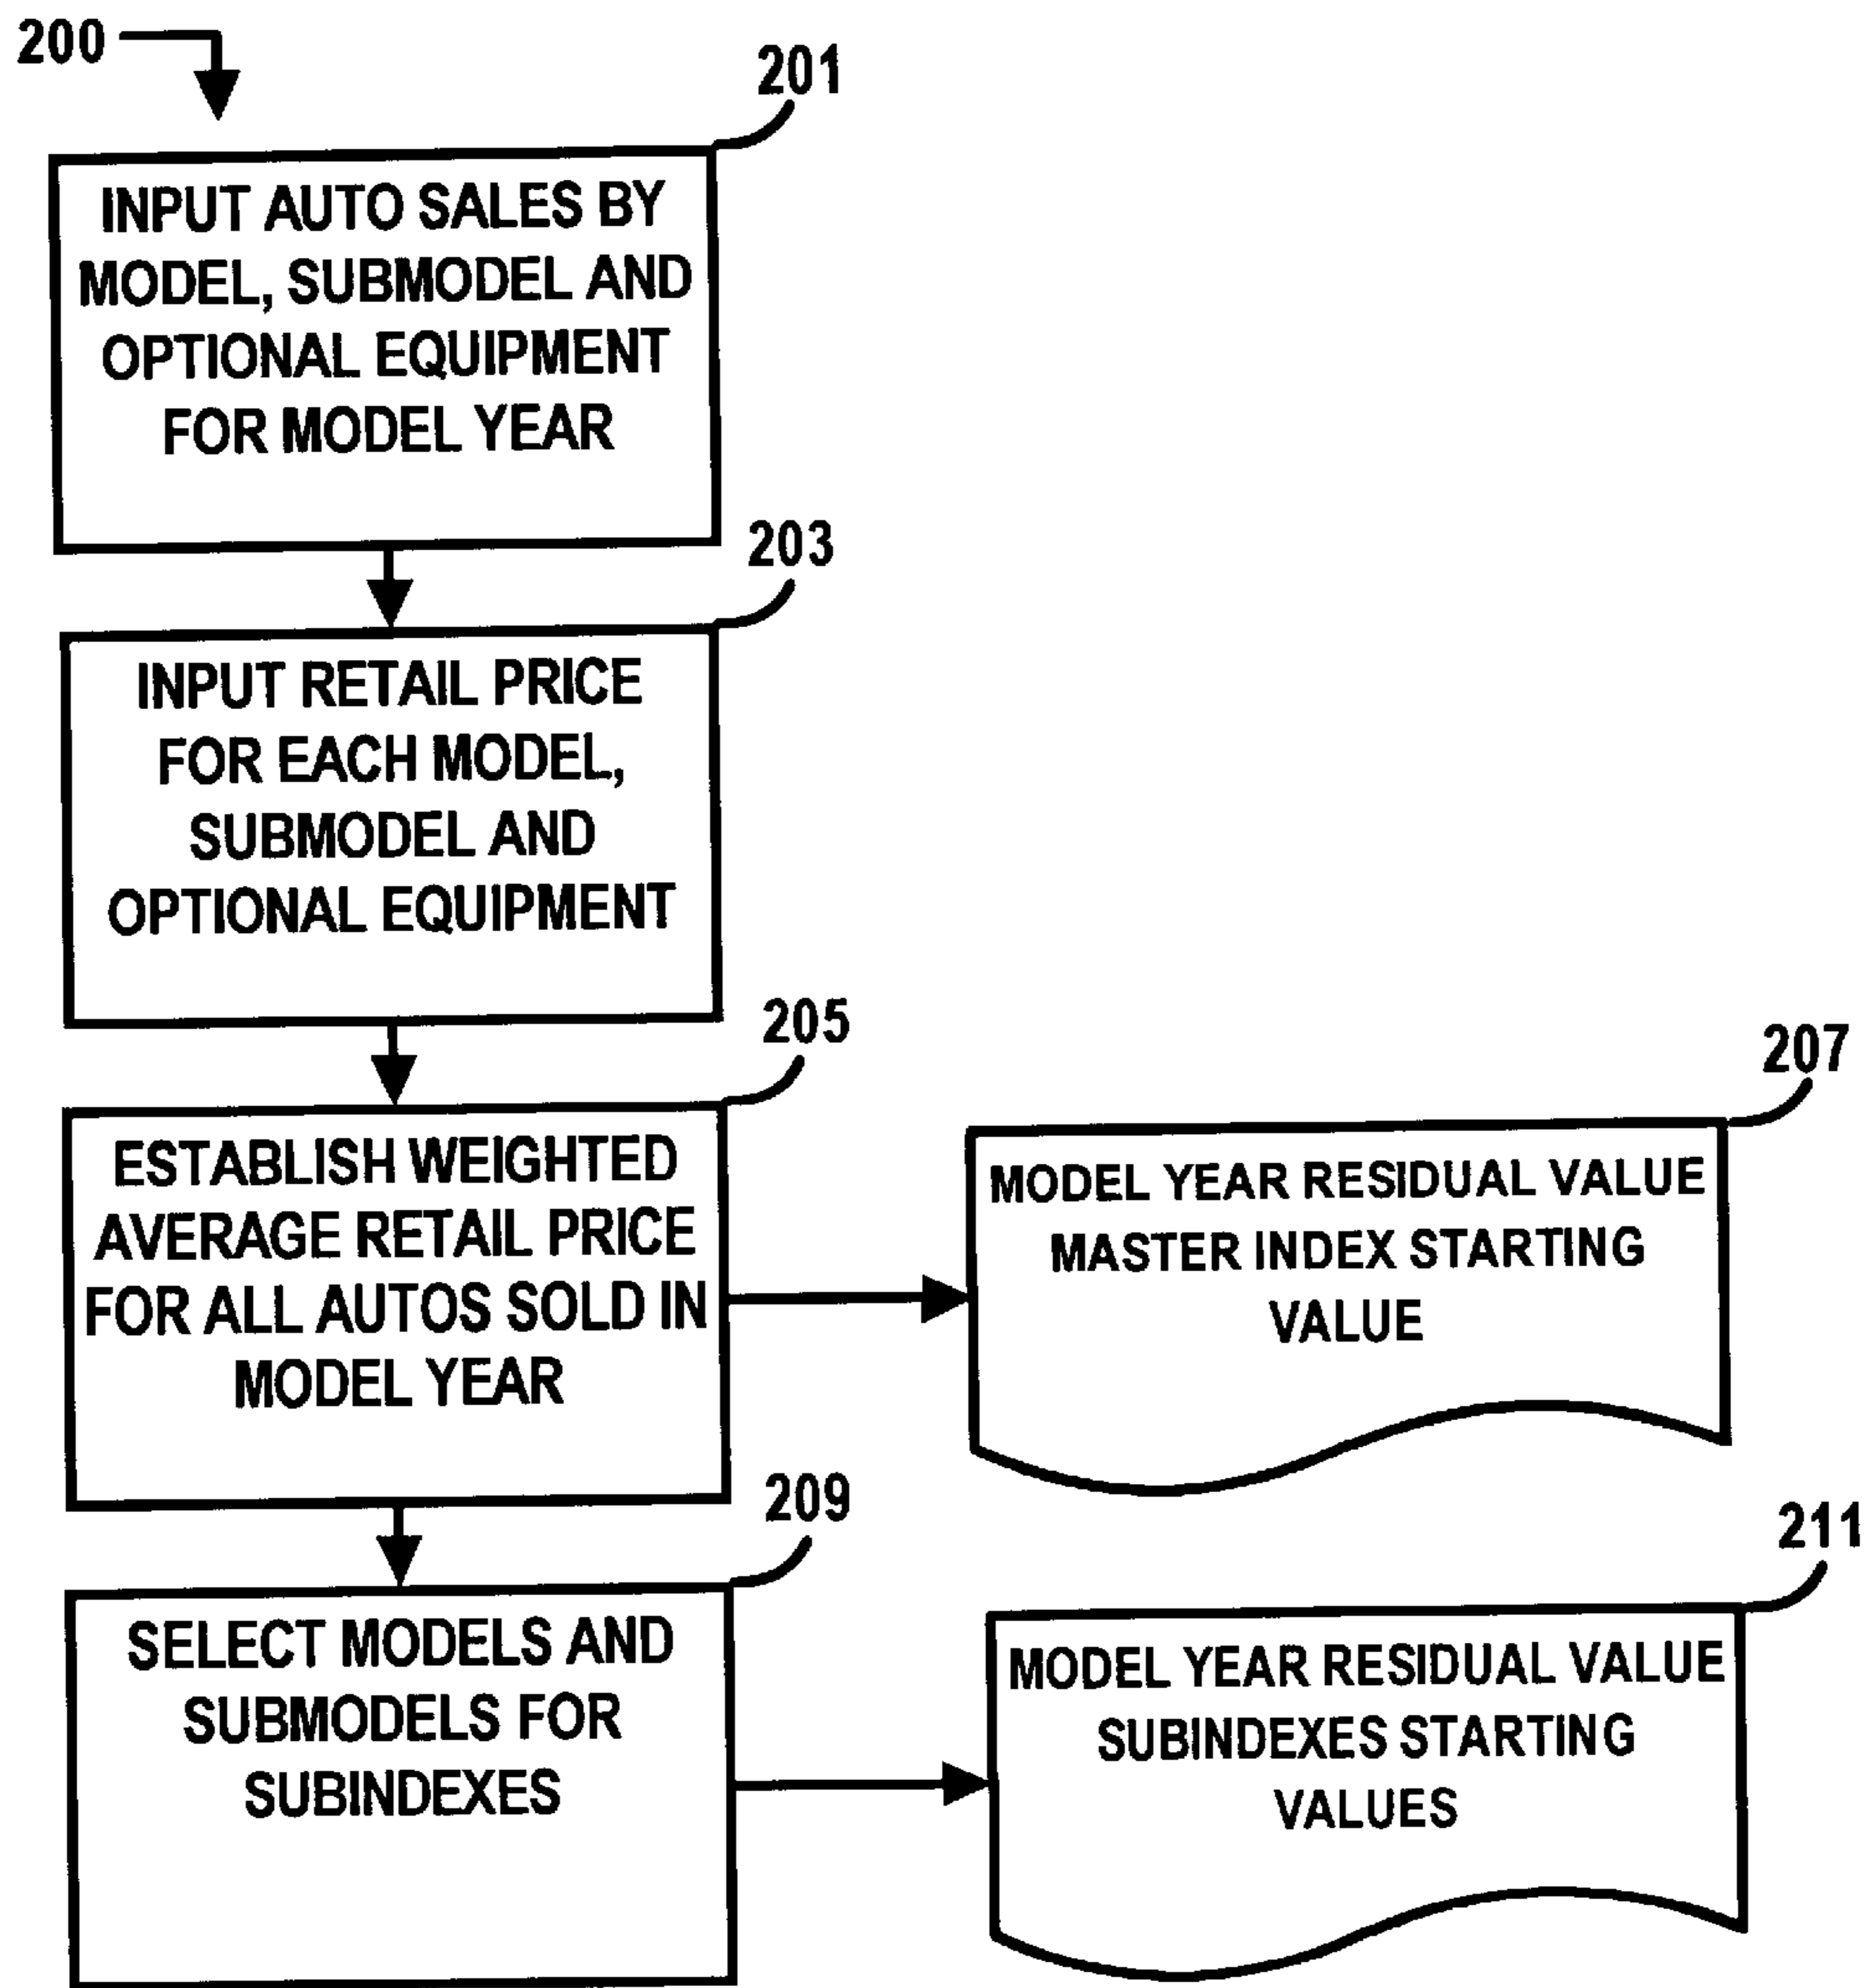 200
201
INPUT AUTO SALES BY
MODEL, SUBMODEL AND
OPTIONAL EQUIPMENT
FOR MODEL YEAR
203
INPUT RETAIL PRICE
FOR EACH MODEL,
SUBMODEL AND
OPTIONAL EQUIPMENT
205
ESTABLISH WEIGHTED
AVERAGE RETAIL PRICE
FOR ALL AUTOS SOLD IN
MODEL YEAR
207
MODEL YEAR RESIDUAL VALUE
MASTER INDEX STARTING
VALUE
209
SELECT MODELS AND
SUBMODELS FOR
SUBINDEXES
211
MODEL YEAR RESIDUAL VALUE
SUBINDEXES STARTING
VALUES